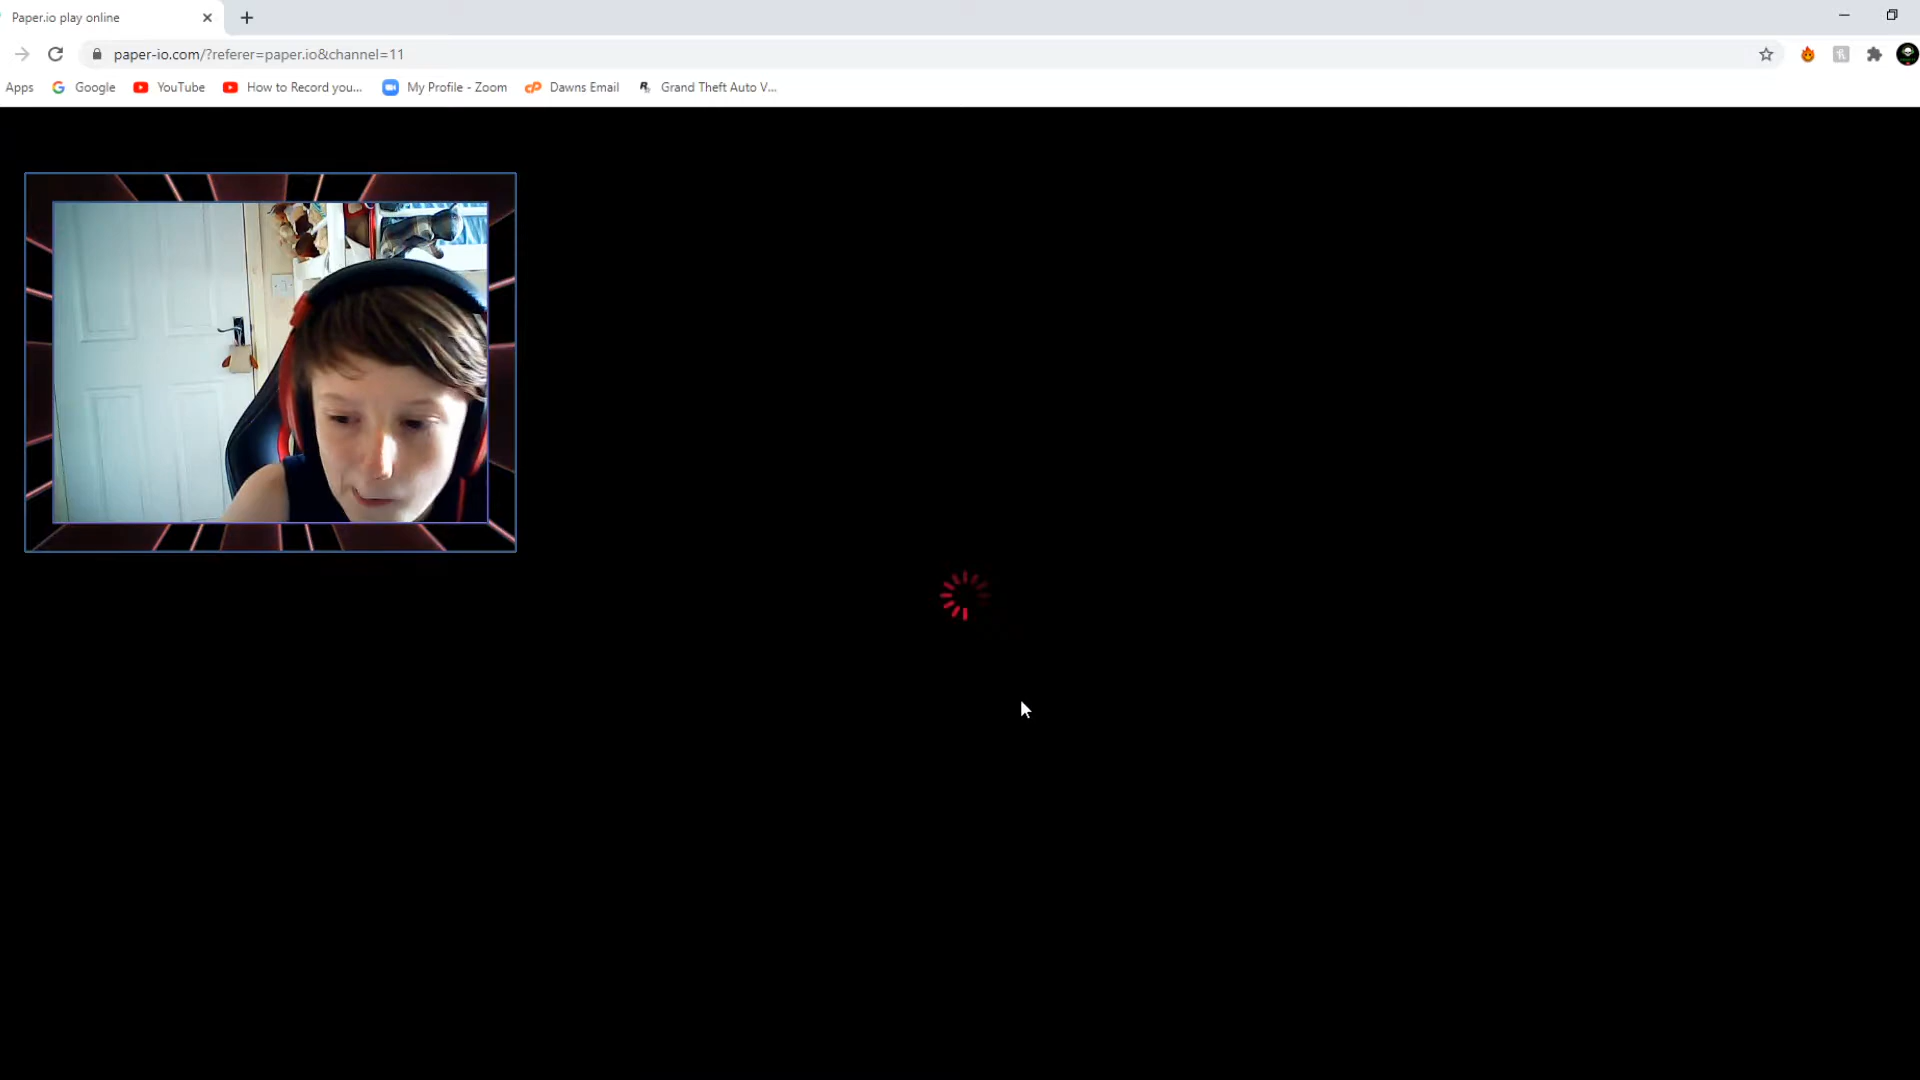 Paper.io play online
paper-io.com/?referer=paper.io&channel=11
Apps Google YouTube How to Record you... My Profile - Zoom Dawns Email Grand Theft Auto V...